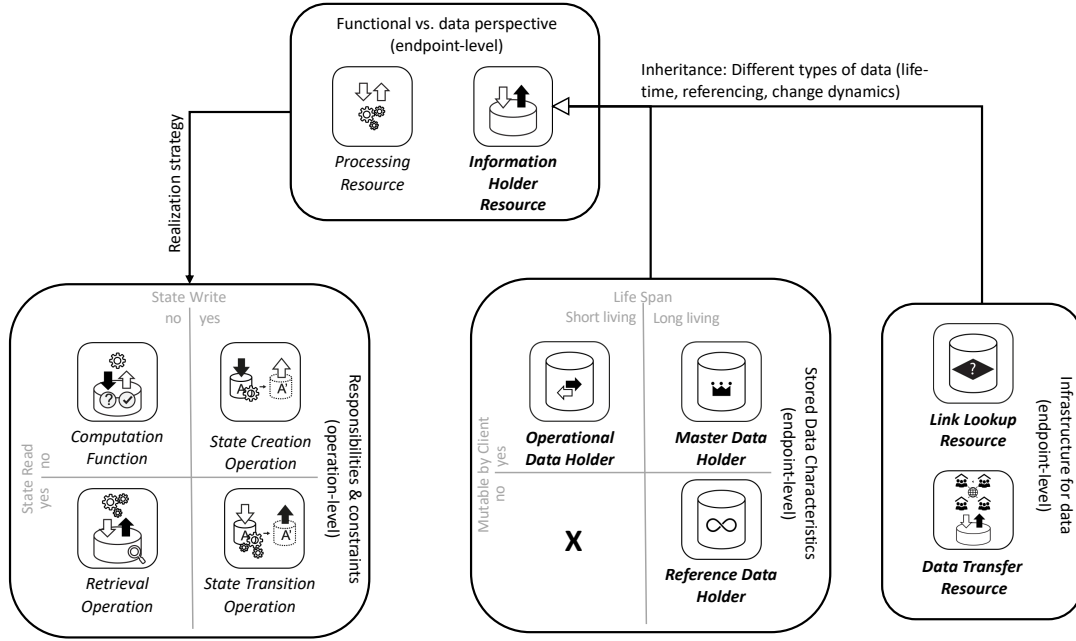 Functional vs. data perspective
(endpoint-level)
Processing
Resource
Information
Holder
Resource
Inheritance: Different types of data (life-
time, referencing, change dynamics)
Realization strategy
State Write
no yes
State Read
yes no
Computation
Function
State Creation
Operation
Retrieval
Operation
State Transition
Operation
A A'
A A'
?
Responsibilities & constraints
(operation-level)
Life Span
Short living Long living
Mutable by Client
no yes
Operational
Data Holder
Master Data
Holder
X
Reference Data
Holder
Stored Data Characteristics
(endpoint-level)
?
Link Lookup
Resource
Data Transfer
Resource
Infrastructure for data
(endpoint-level)